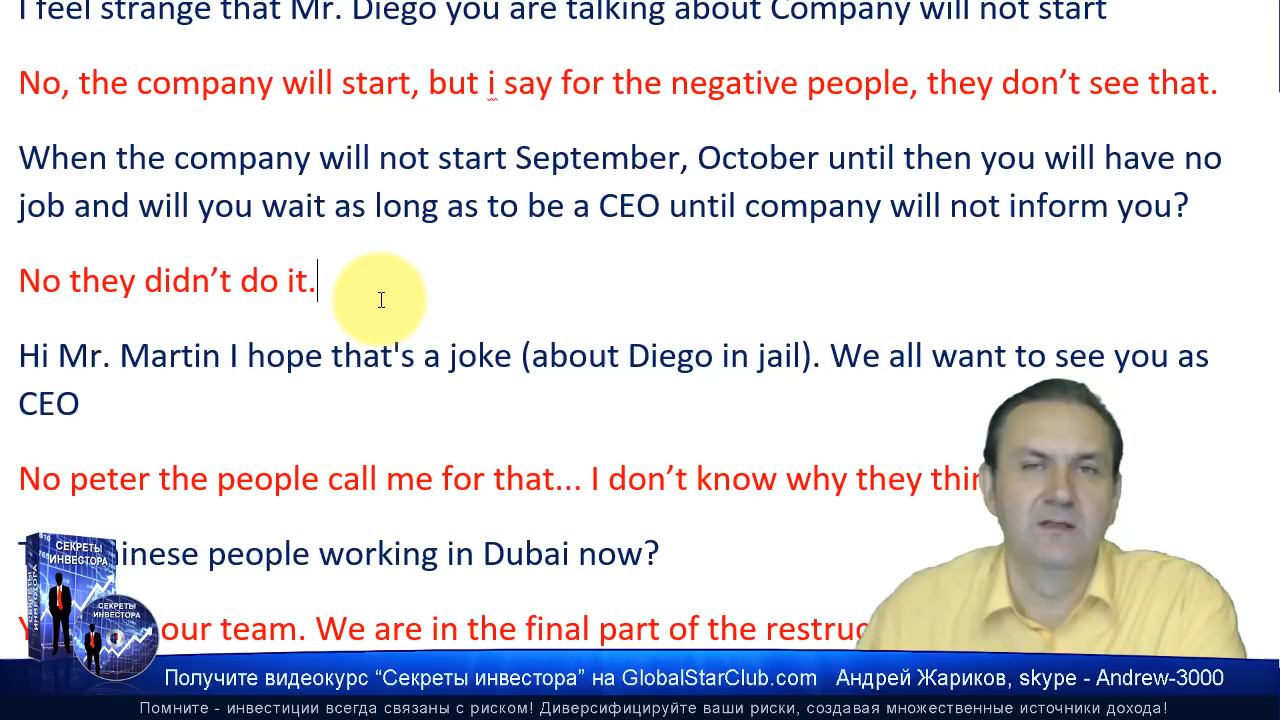 I feel strange that Mr. Diego you are talking about Company will not start
No, the company will start, but i say for the negative people, they don't see that.
When the company will not start September, October until then you will have no
job and will you wait as long as to be a CEO until company will not inform you?
No they didn't do it.
Hi Mr. Martin I hope that's a joke (about Diego in jail). We all want to see you as
CEO
No peter the people call me for that... I don't know why they thin
inese people working in Dubai now?
our team. We are in the final part of the restruc
СЕКРЕТЫ
ИНВЕСТОРА
СЕКРЕТЫ
ИНВЕСТОРА
Получите видеокурс “Секреты инвестора” на GlobalStarClub.com Андрей Жариков, skype - Andrew-3000
Помните - инвестиции всегда связаны с риском! Диверсифицируйте ваши риски, создавая множественные источники дохода!